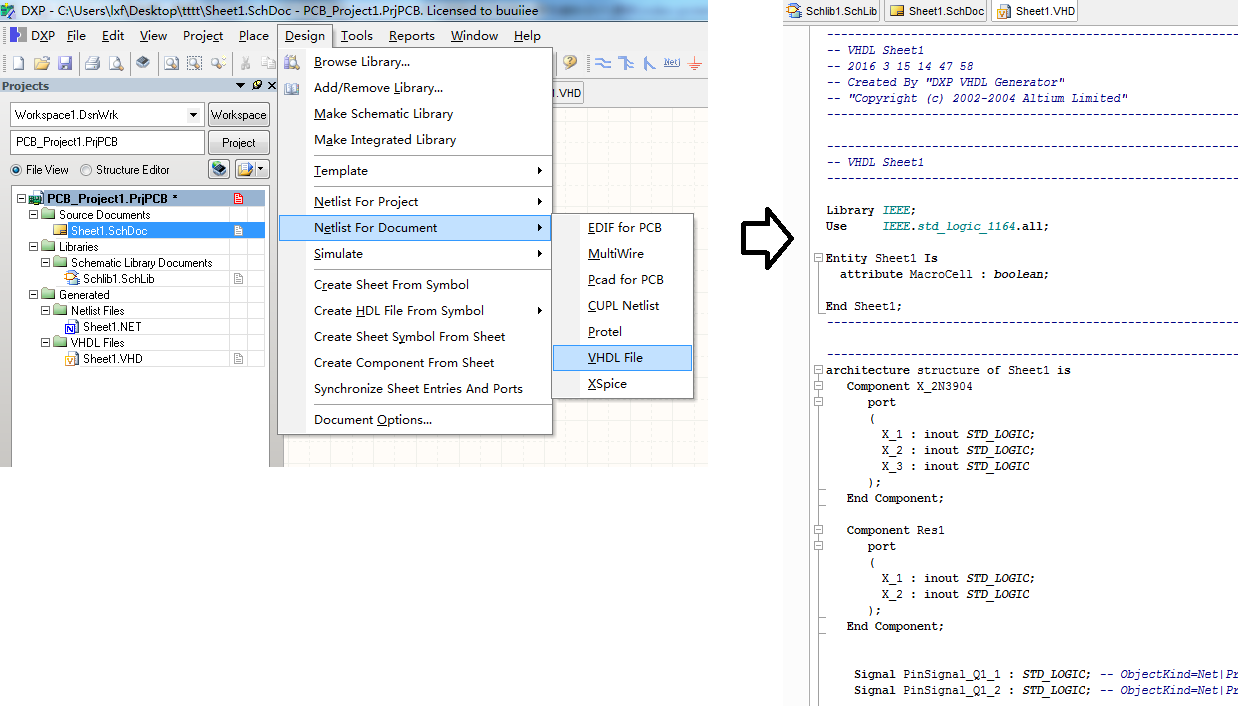 DXP - C:\Users\lxf\Desktop\tttt\Sheet1.SchDoc - PCB_Project1.PrjPCB. Licensed to buuiiee
DXP File Edit View Project Place Design Tools Reports Window Help
Net1
Projects
Workspace1.DsnWrk Workspace
PCB_Project1.PrjPCB Project
File View Structure Editor
PCB_Project1.PrjPCB *
Source Documents
Sheet1.SchDoc
Libraries
Schematic Library Documents
Schlib1.SchLib
Generated
Netlist Files
Sheet1.NET
VHDL Files
Sheet1.VHD
Browse Library...
Add/Remove Library...
Make Schematic Library
Make Integrated Library
Template
Netlist For Project
Netlist For Document
Simulate
Create Sheet From Symbol
Create HDL File From Symbol
Create Sheet Symbol From Sheet
Create Component From Sheet
Synchronize Sheet Entries And Ports
Document Options...
1.VHD
EDIF for PCB
MultiWire
Pcad for PCB
CUPL Netlist
Protel
VHDL File
XSpice
Schlib1.SchLib Sheet1.SchDoc Sheet1.VHD
------------------------------------------------------------
-- VHDL Sheet1
-- 2016 3 15 14 47 58
-- Created By "DXP VHDL Generator"
-- "Copyright (c) 2002-2004 Altium Limited"
------------------------------------------------------------
------------------------------------------------------------
-- VHDL Sheet1
------------------------------------------------------------
Library IEEE;
Use IEEE.std_logic_1164.all;
Entity Sheet1 Is
attribute MacroCell : boolean;
End Sheet1;
------------------------------------------------------------
------------------------------------------------------------
architecture structure of Sheet1 is
Component X_2N3904
port
(
X_1 : inout STD_LOGIC;
X_2 : inout STD_LOGIC;
X_3 : inout STD_LOGIC
);
End Component;
Component Res1
port
(
X_1 : inout STD_LOGIC;
X_2 : inout STD_LOGIC
);
End Component;
Signal PinSignal_Q1_1 : STD_LOGIC; -- ObjectKind=Net|Pr
Signal PinSignal_Q1_2 : STD_LOGIC; -- ObjectKind=Net|Pr